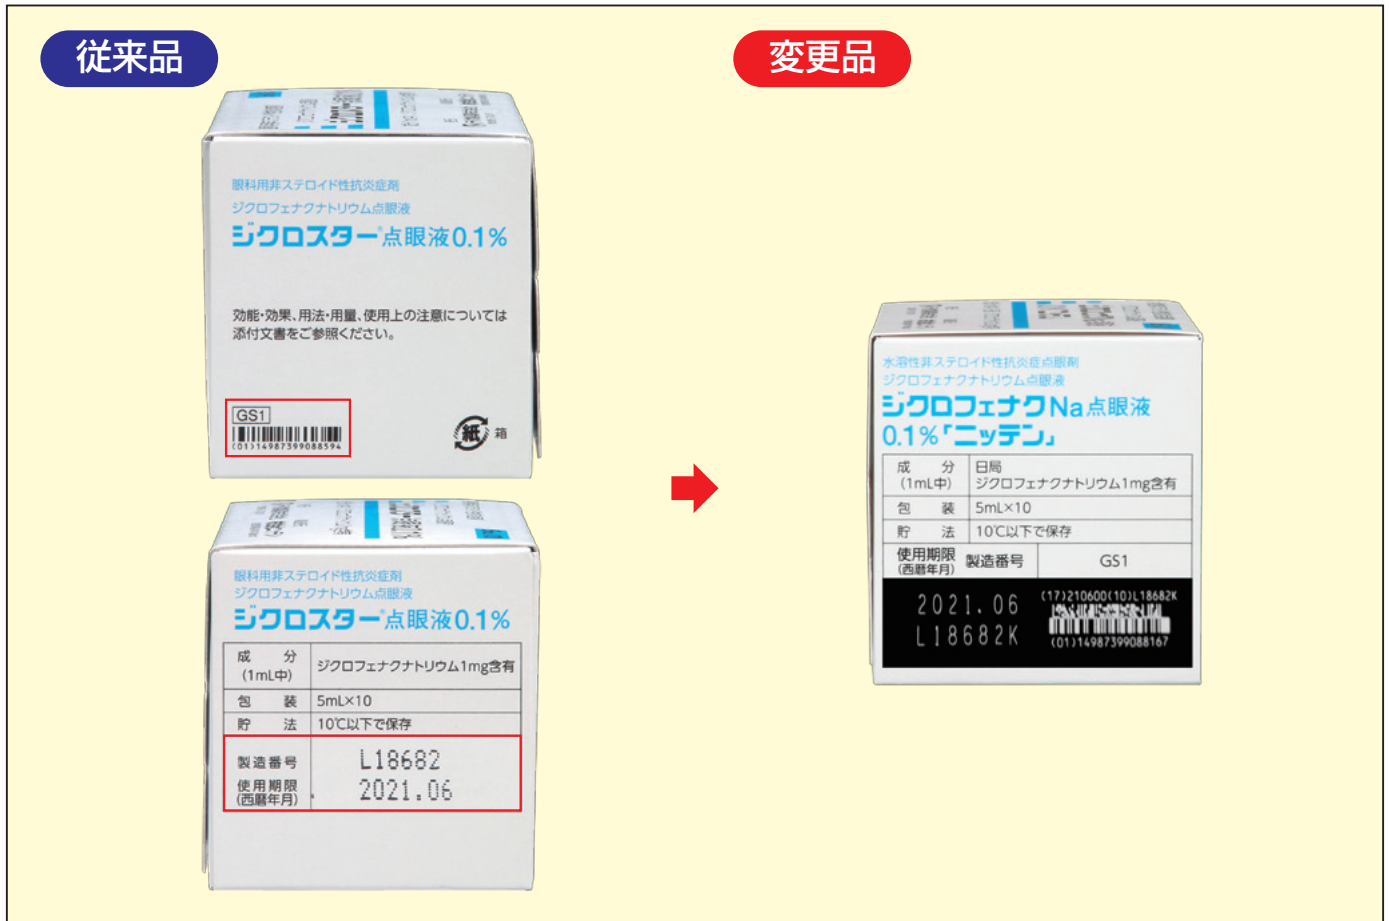 従来品
眼科用非ステロイド性抗炎症剤
ジクロフェナクナトリウム点眼液
ジクロスター®点眼液0.1%
効能・効果、用法・用量、使用上の注意については
添付文書をご参照ください。
GS1
(01)14987399088594
紙 箱
眼科用非ステロイド性抗炎症剤
ジクロフェナクナトリウム点眼液
ジクロスター®点眼液0.1%
成 分 (1mL中) ジクロフェナクナトリウム1mg含有
包 装 5mL×10
貯 法 10℃以下で保存
製造番号 L18682
使用期限 (西暦年月) 2021.06
変更品
水溶性非ステロイド性抗炎症点眼剤
ジクロフェナクナトリウム点眼液
ジクロフェナクNa点眼液
0.1%「ニッテン」
成 分 (1mL中) 日局
ジクロフェナクナトリウム1mg含有
包 装 5mL×10
貯 法 10℃以下で保存
使用期限 (西暦年月) 製造番号 GS1
2021.06
L18682K
(17)210600(10)L18682K
(01)14987399088167